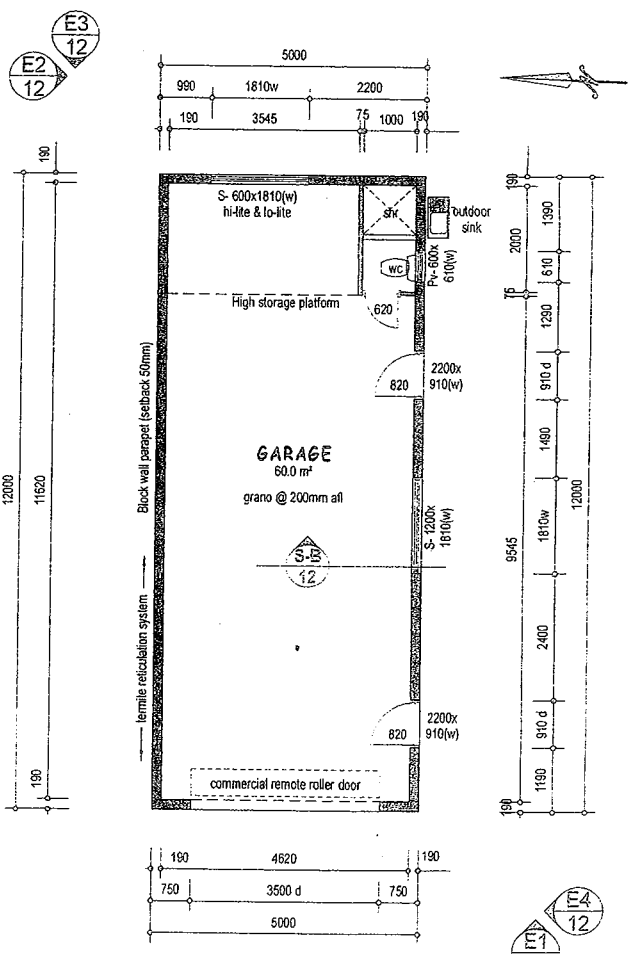 E3
12
E2
12
5000
990 1810w 2200
190 3545 75 1000 190
190
12000
11620
190
Block wall parapet (setback 50mm)
termite reticulation system
S- 600x1810(w)
hi-lite & lo-lite
shr
outdoor
sink
WC
Pv- 600x
610(w)
High storage platform
620
2200x
910(w)
820
GARAGE
60.0 m²
grano @ 200mm afl
S- 1200x
1810(w)
S-B
12
2200x
910(w)
820
commercial remote roller door
190
2000
75
9545
190
1390
610
1290
910 d
1490
1810w
2400
910 d
1190
12000
190 4620 190
750 3500 d 750
5000
E4
12
E1